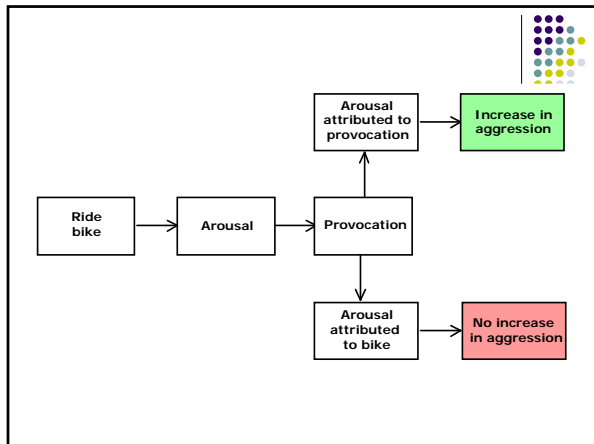 Arousal
attributed to
provocation
Increase in
aggression
Ride
bike
Arousal
Provocation
Arousal
attributed
to bike
No increase
in aggression